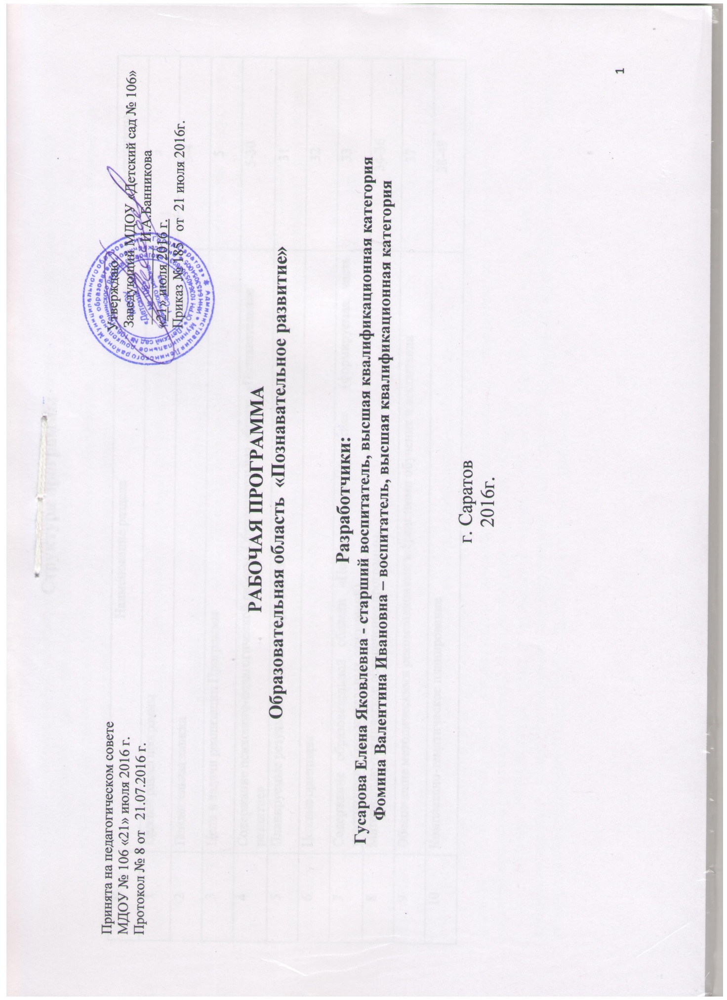 Принята на педагогическом совете
МДОУ № 106 «21» июля 2016 г.
Протокол № 8 от 21.07.2016 г.
Утверждаю
Заведующий МДОУ «Детский сад № 106»
И.А.Банникова
«21» июля 2016 г.
Приказ № 185 от 21 июля 2016г.
РАБОЧАЯ ПРОГРАММА
Образовательная область «Познавательное развитие»
Разработчики:
Гусарова Елена Яковлевна - старший воспитатель, высшая квалификационная категория
Фомина Валентина Ивановна – воспитатель, высшая квалификационная категория
г. Саратов
2016г.
1